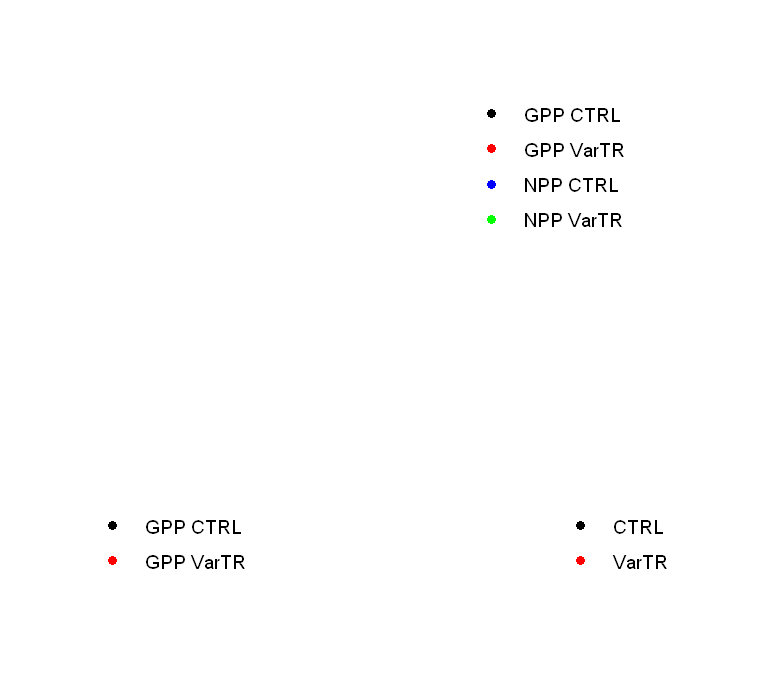 GPP CTRL
GPP VarTR
NPP CTRL
NPP VarTR
GPP CTRL
GPP VarTR
CTRL
VarTR